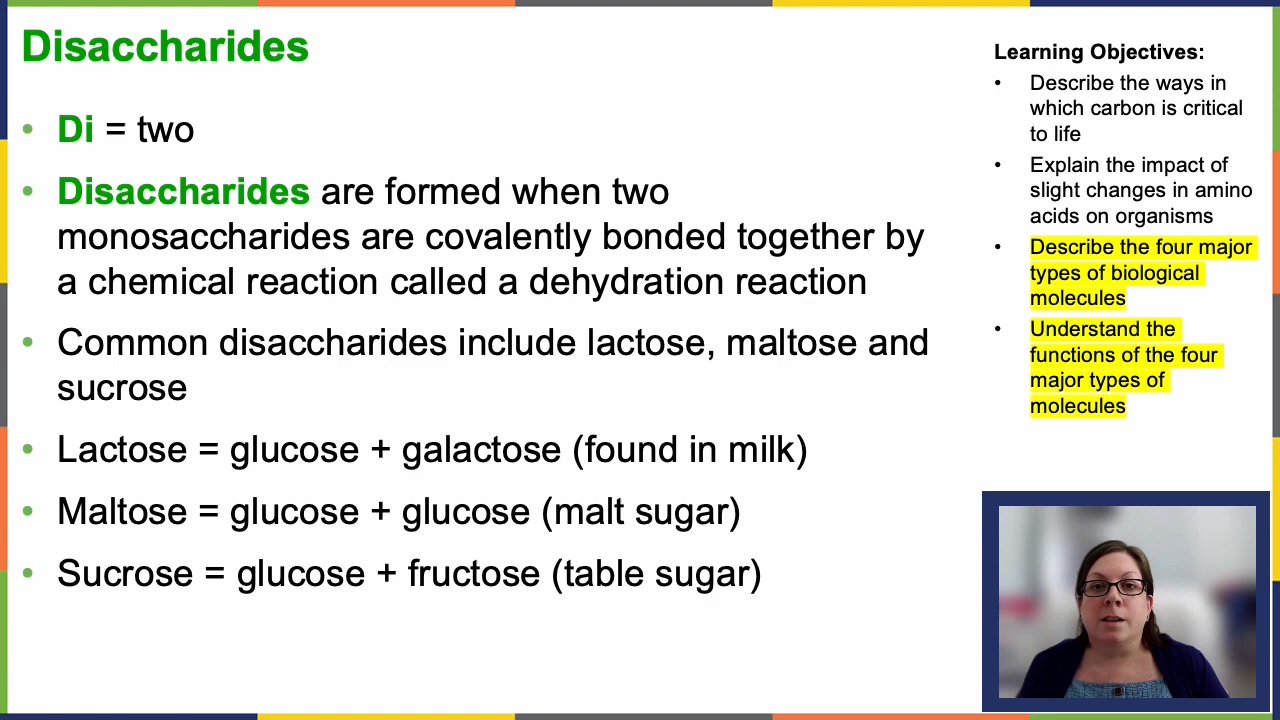 Disaccharides
• Di = two
• Disaccharides are formed when two
monosaccharides are covalently bonded together by
a chemical reaction called a dehydration reaction
• Common disaccharides include lactose, maltose and
sucrose
• Lactose = glucose + galactose (found in milk)
• Maltose = glucose + glucose (malt sugar)
• Sucrose = glucose + fructose (table sugar)
Learning Objectives:
• Describe the ways in
which carbon is critical
to life
• Explain the impact of
slight changes in amino
acids on organisms
• Describe the four major
types of biological
molecules
• Understand the
functions of the four
major types of
molecules